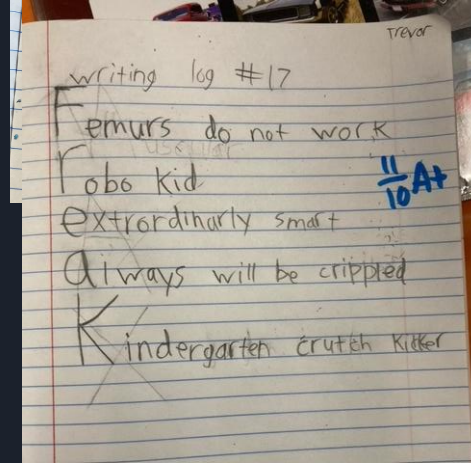 Trevor
writing log #17
Femurs do not work
robo kid
11/10 A+
extrordinarly smart
always will be crippled
Kindergarten crutch kicker